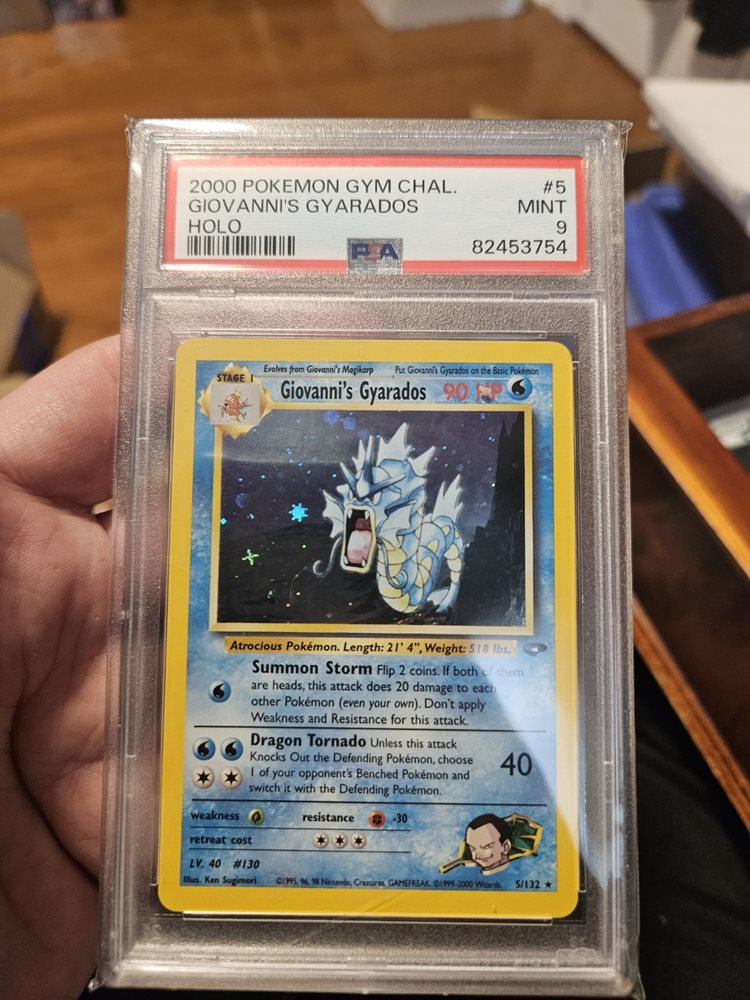 2000 POKEMON GYM CHAL. #5
GIOVANNI'S GYARADOS MINT
HOLO 9
PSA 82453754
Evolves from Giovanni's Magikarp Put Giovanni's Gyarados on the Basic Pokémon
STAGE 1
Giovanni's Gyarados 90 HP
Atrocious Pokémon. Length: 21' 4", Weight: 518 lbs.
Summon Storm Flip 2 coins. If both of them
are heads, this attack does 20 damage to each
other Pokémon (even your own). Don't apply
Weakness and Resistance for this attack.
Dragon Tornado Unless this attack
Knocks Out the Defending Pokémon, choose
1 of your opponent's Benched Pokémon and
switch it with the Defending Pokémon.
40
weakness resistance -30
retreat cost
LV. 40 #130
Illus. Ken Sugimori ©1995, 96, 98 Nintendo, Creatures, GAMEFREAK. ©1999-2000 Wizards. 5/132 ★